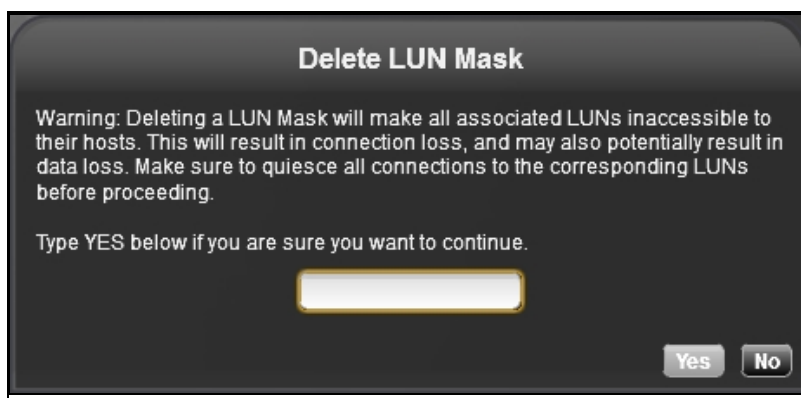 Delete LUN Mask
Warning: Deleting a LUN Mask will make all associated LUNs inaccessible to
their hosts. This will result in connection loss, and may also potentially result in
data loss. Make sure to quiesce all connections to the corresponding LUNs
before proceeding.
Type YES below if you are sure you want to continue.
Yes No